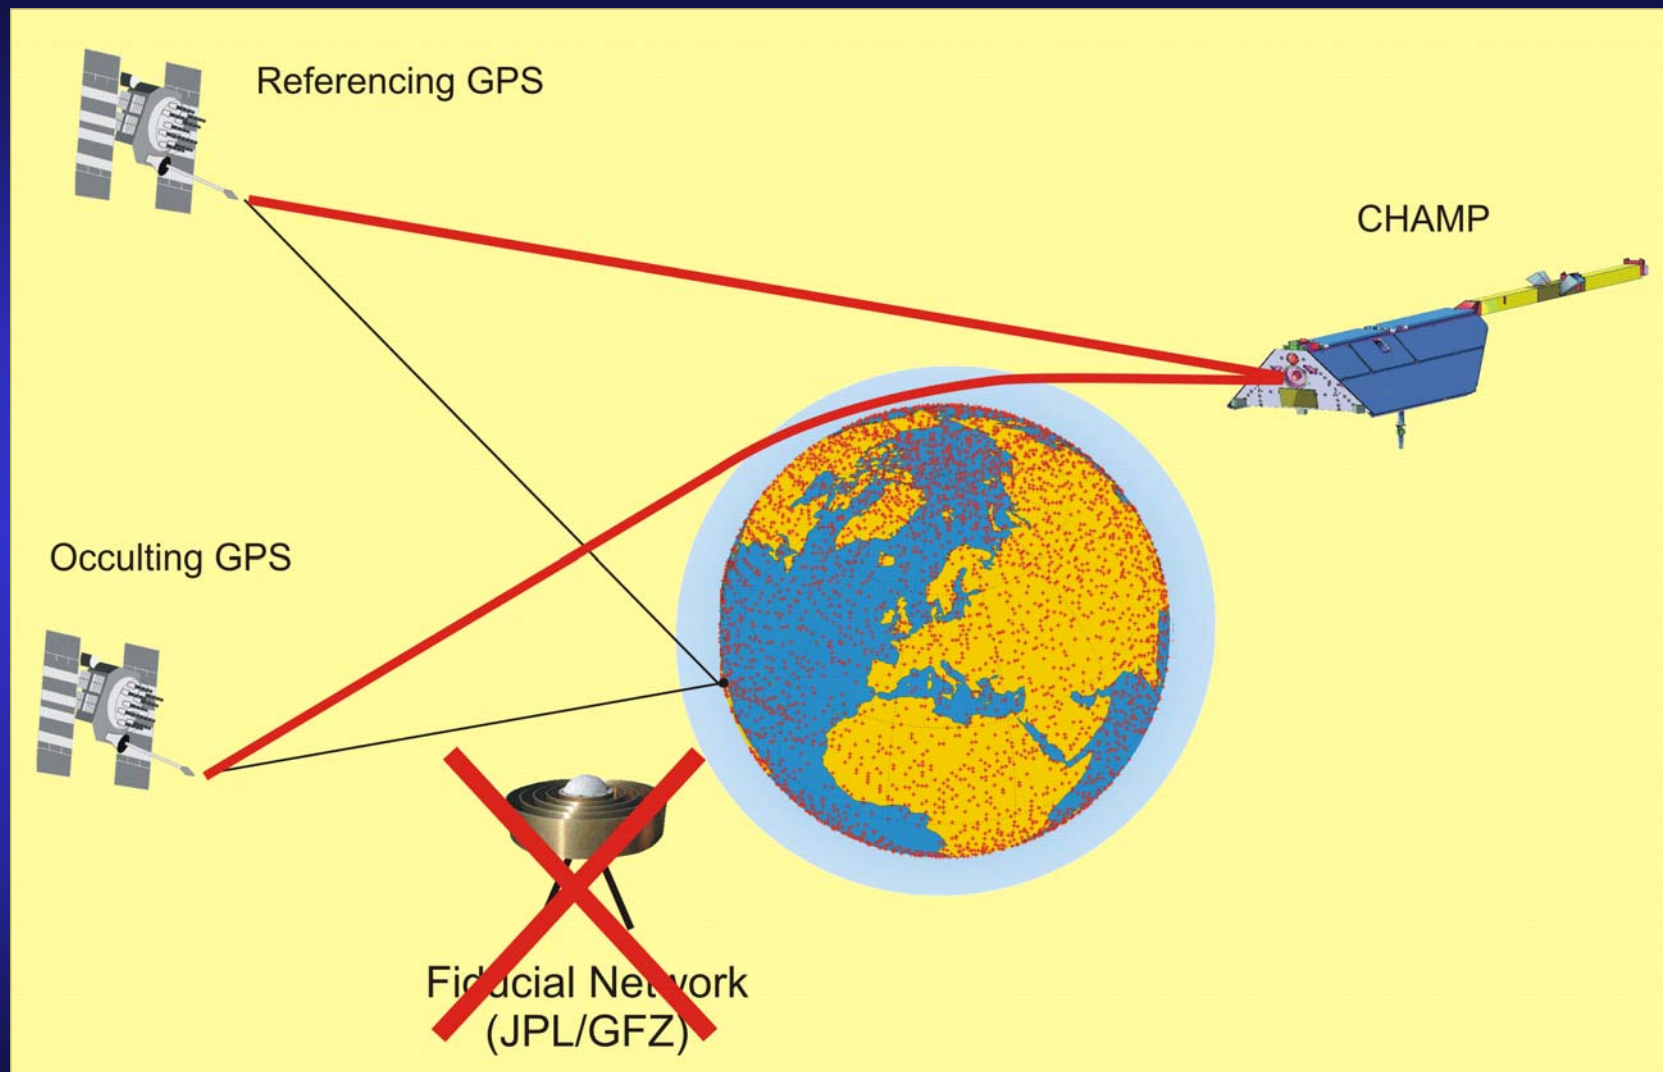 Referencing GPS
CHAMP
Occulting GPS
Fiducial Network
(JPL/GFZ)